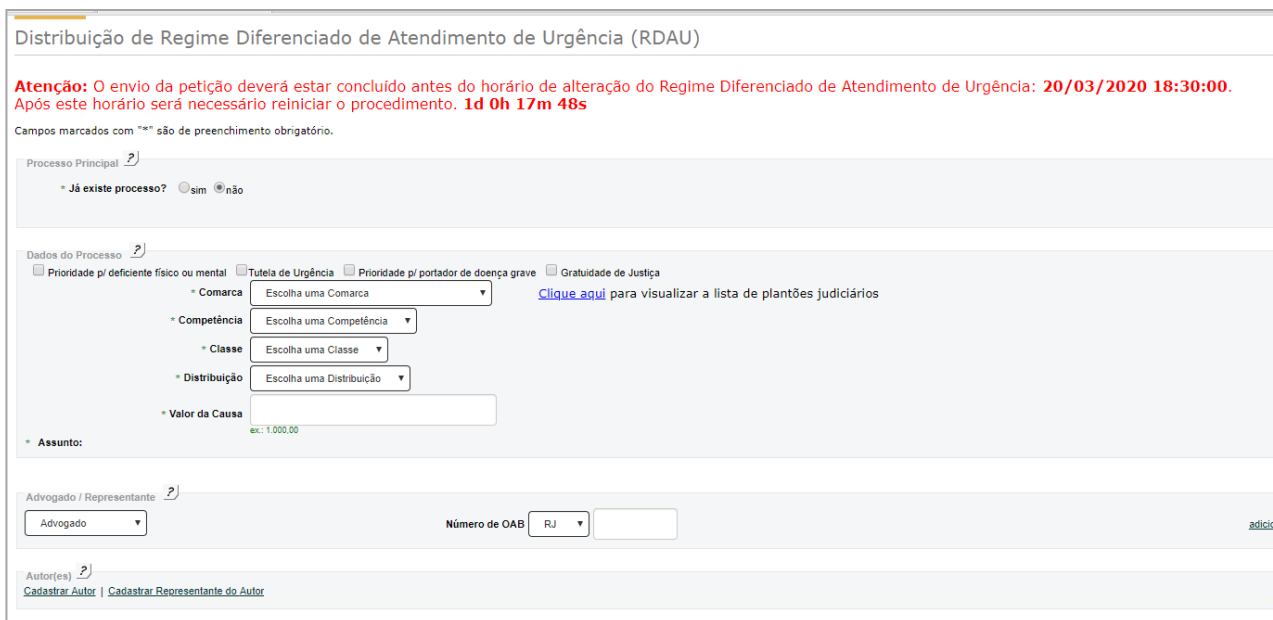 Distribuição de Regime Diferenciado de Atendimento de Urgência (RDAU)
Atenção: O envio da petição deverá estar concluído antes do horário de alteração do Regime Diferenciado de Atendimento de Urgência: 20/03/2020 18:30:00.
Após este horário será necessário reiniciar o procedimento. 1d 0h 17m 48s
Campos marcados com "*" são de preenchimento obrigatório.
Processo Principal ?
* Já existe processo? sim não
Dados do Processo ?
Prioridade p/ deficiente físico ou mental Tutela de Urgência Prioridade p/ portador de doença grave Gratuidade de Justiça
* Comarca Escolha uma Comarca Clique aqui para visualizar a lista de plantões judiciários
* Competência Escolha uma Competência
* Classe Escolha uma Classe
* Distribuição Escolha uma Distribuição
* Valor da Causa
ex.: 1.000,00
* Assunto:
Advogado / Representante ?
Advogado Número de OAB RJ adicio
Autor(es) ?
Cadastrar Autor | Cadastrar Representante do Autor